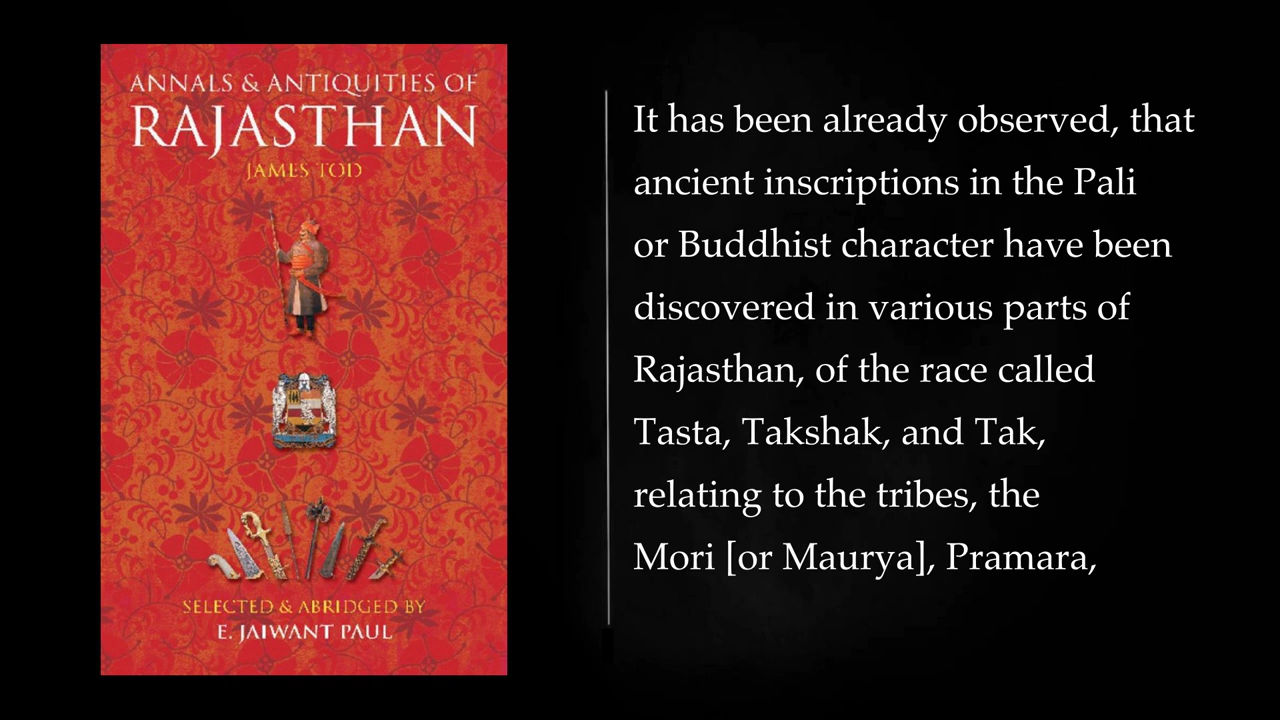 ANNALS & ANTIQUITIES OF
RAJASTHAN
JAMES TOD
SELECTED & ABRIDGED BY
E. JAIWANT PAUL
It has been already observed, that
ancient inscriptions in the Pali
or Buddhist character have been
discovered in various parts of
Rajasthan, of the race called
Tasta, Takshak, and Tak,
relating to the tribes, the
Mori [or Maurya], Pramara,